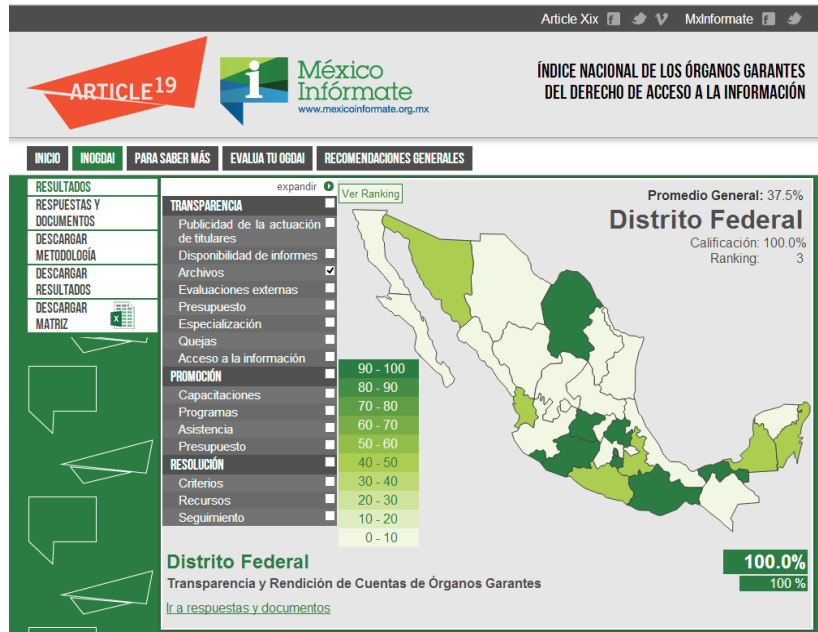 Article Xix
MxInformate
ARTICLE19
i
México
Infórmate
www.mexicoinformate.org.mx
ÍNDICE NACIONAL DE LOS ÓRGANOS GARANTES
DEL DERECHO DE ACCESO A LA INFORMACIÓN
INICIO
INOGDAI
PARA SABER MÁS
EVALUA TU OGDAI
RECOMENDACIONES GENERALES
RESULTADOS
RESPUESTAS Y
DOCUMENTOS
DESCARGAR
METODOLOGÍA
DESCARGAR
RESULTADOS
DESCARGAR
MATRIZ
expandir
TRANSPARENCIA
Publicidad de la actuación
de titulares
Disponibilidad de informes
Archivos
Evaluaciones externas
Presupuesto
Especialización
Quejas
Acceso a la información
PROMOCIÓN
Capacitaciones
Programas
Asistencia
Presupuesto
RESOLUCIÓN
Criterios
Recursos
Seguimiento
Ver Ranking
90 - 100
80 - 90
70 - 80
60 - 70
50 - 60
40 - 50
30 - 40
20 - 30
10 - 20
0 - 10
Promedio General: 37.5%
Distrito Federal
Calificación: 100.0%
Ranking: 3
Distrito Federal
Transparencia y Rendición de Cuentas de Órganos Garantes
Ir a respuestas y documentos
100.0%
100 %